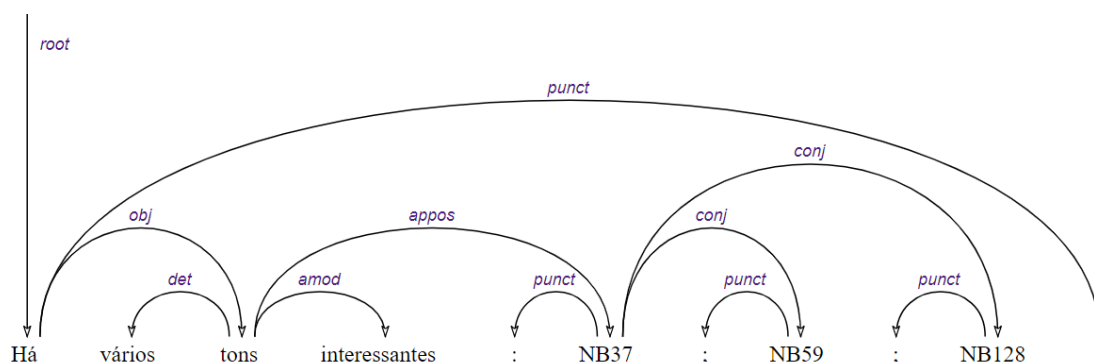 root
punct
conj
obj appos conj
det amod punct punct punct
Há vários tons interessantes : NB37 ; NB59 ; NB128